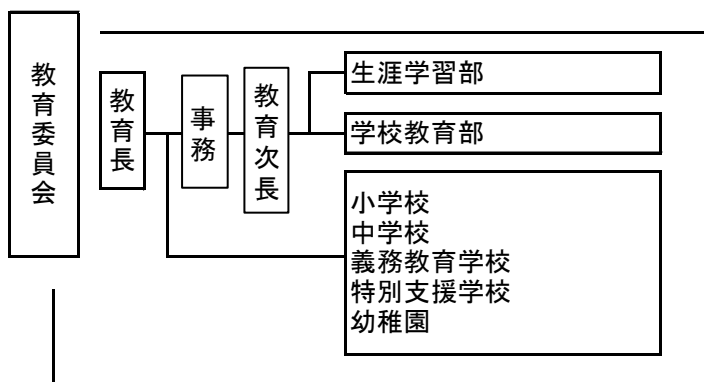 教育委員会
教育長
事務
教育次長
生涯学習部
学校教育部
小学校
中学校
義務教育学校
特別支援学校
幼稚園